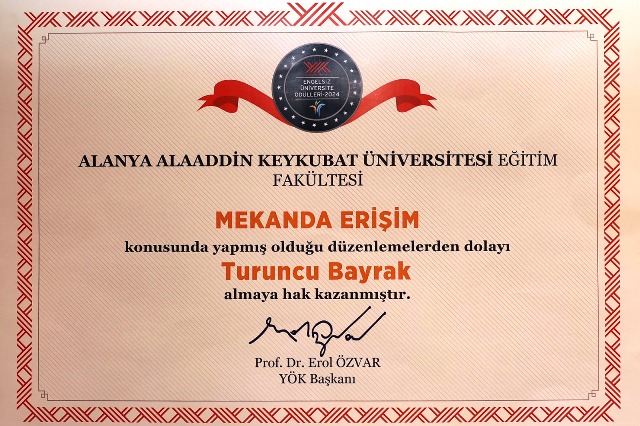 ENGELSİZ
ÜNİVERSİTE
ÖDÜLLERİ-2024
ALANYA ALAADDİN KEYKUBAT ÜNİVERSİTESİ EĞİTİM
FAKÜLTESİ
MEKANDA ERİŞİM
konusunda yapmış olduğu düzenlemelerden dolayı
Turuncu Bayrak
almaya hak kazanmıştır.
Prof. Dr. Erol ÖZVAR
YÖK Başkanı